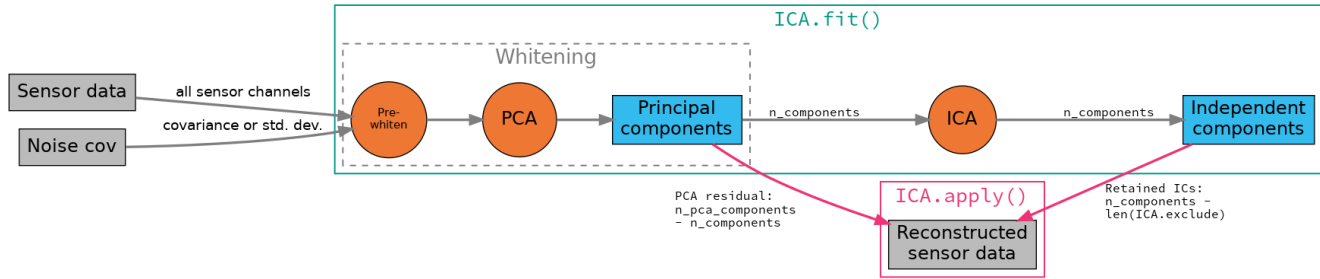 ICA.fit()
Whitening
Sensor data
all sensor channels
Noise cov
covariance or std. dev.
Pre-
whiten
PCA
Principal
components
n_components
ICA
n_components
Independent
components
PCA residual:
n_pca_components
- n_components
ICA.apply()
Reconstructed
sensor data
Retained ICs:
n_components -
len(ICA.exclude)